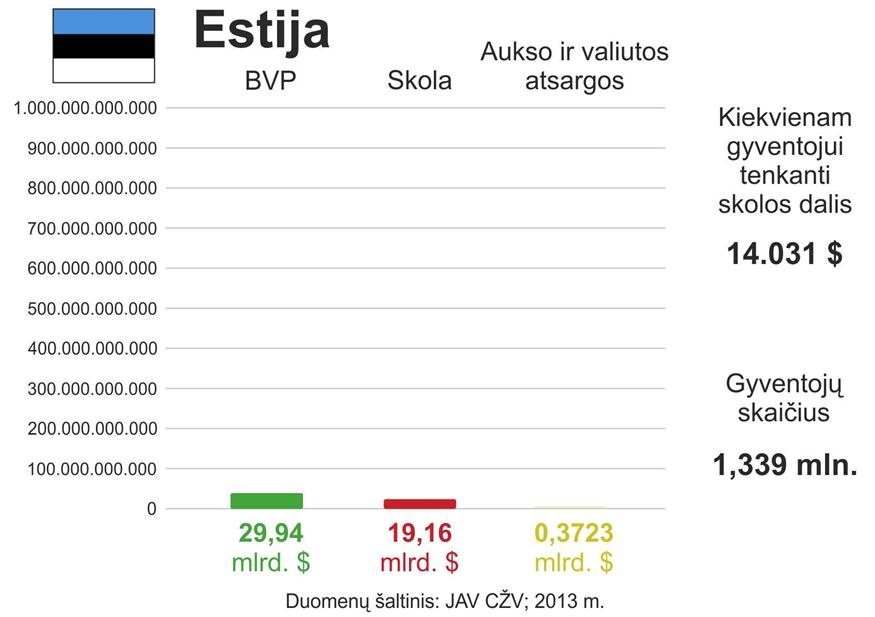 Estija
BVP
Skola
Aukso ir valiutos
atsargos
1.000.000.000.000
900.000.000.000
800.000.000.000
700.000.000.000
600.000.000.000
500.000.000.000
400.000.000.000
300.000.000.000
200.000.000.000
100.000.000.000
0
29,94
mlrd. $
19,16
mlrd. $
0,3723
mlrd. $
Kiekvienam
gyventojui
tenkanti
skolos dalis
14.031 $
Gyventojų
skaičius
1,339 mln.
Duomenų šaltinis: JAV CŽV; 2013 m.